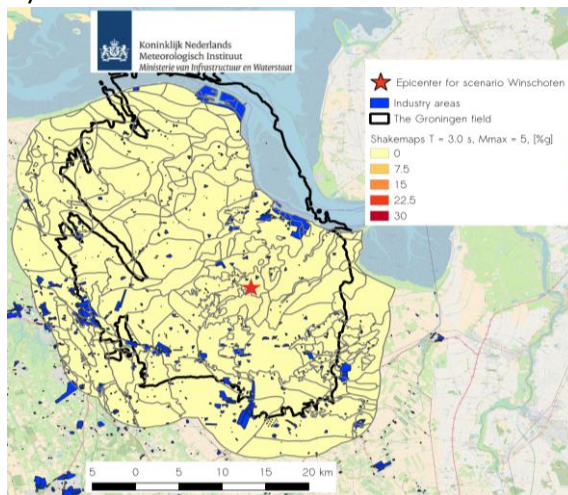 Koninklijk Nederlands
Meteorologisch Instituut
Ministerie van Infrastructuur en Waterstaat
Epicenter for scenario Winschoten
Industry areas
The Groningen field
Shakemaps T = 3.0 s, Mmax = 5, [%g]
0
7.5
15
22.5
30
5 0 5 10 15 20 km